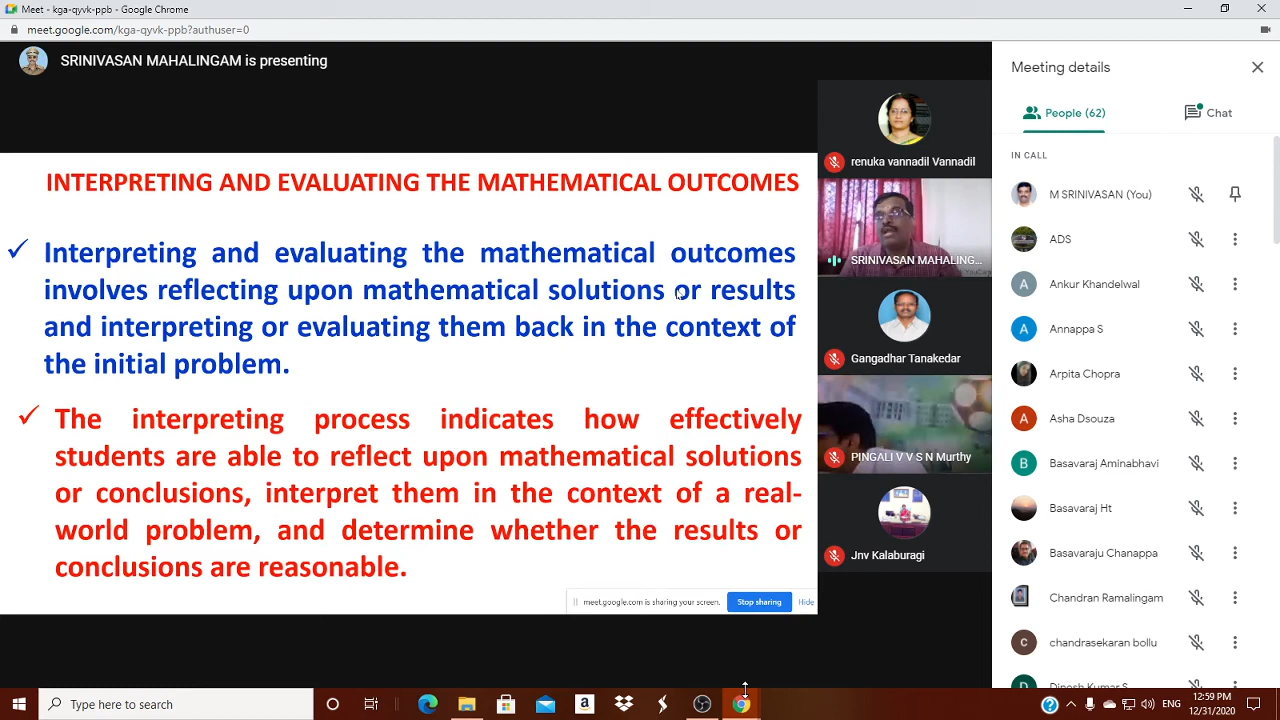 Meet - kga-qyvk-ppb - Google Chrome
meet.google.com/kga-qyvk-ppb?authuser=0
SRINIVASAN MAHALINGAM is presenting
INTERPRETING AND EVALUATING THE MATHEMATICAL OUTCOMES
✓ Interpreting and evaluating the mathematical outcomes
involves reflecting upon mathematical solutions or results
and interpreting or evaluating them back in the context of
the initial problem.
✓ The interpreting process indicates how effectively
students are able to reflect upon mathematical solutions
or conclusions, interpret them in the context of a real-
world problem, and determine whether the results or
conclusions are reasonable.
meet.google.com is sharing your screen.
Stop sharing
Hide
renuka vannadil Vannadil
SRINIVASAN MAHALING...
Gangadhar Tanakedar
PINGALI V V S N Murthy
Jnv Kalaburagi
Meeting details
People (62)
Chat
IN CALL
M SRINIVASAN (You)
ADS
A
Ankur Khandelwal
A
Annappa S
Arpita Chopra
A
Asha Dsouza
B
Basavaraj Aminabhavi
Basavaraj Ht
Basavaraju Chanappa
Chandran Ramalingam
c
chandrasekaran bollu
Dinesh Kumar S
Type here to search
a
ENG
12:59 PM
12/31/2020